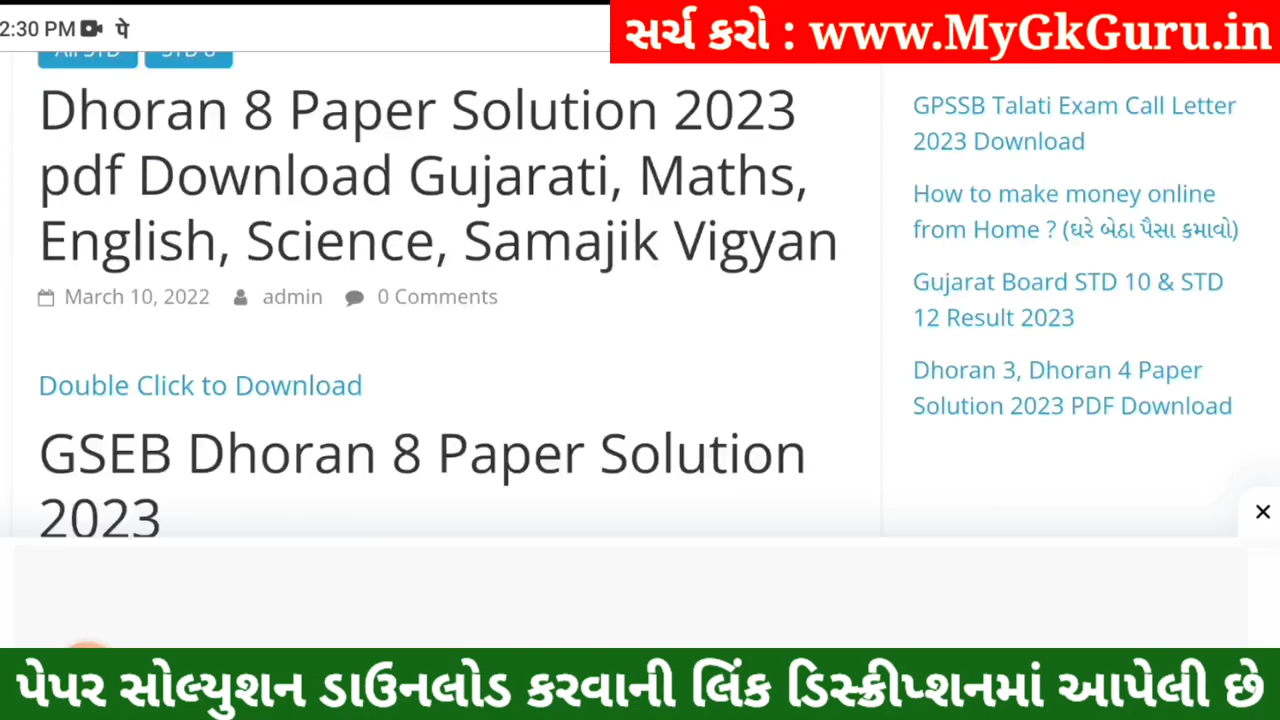 2:30 PM पे
સર્ચ કરો : www.MyGkGuru.in
All STD STD 8
Dhoran 8 Paper Solution 2023
pdf Download Gujarati, Maths,
English, Science, Samajik Vigyan
March 10, 2022 admin 0 Comments
Double Click to Download
GSEB Dhoran 8 Paper Solution
2023
GPSSB Talati Exam Call Letter
2023 Download
How to make money online
from Home ? (ઘરે બેઠા પૈસા કમાવો)
Gujarat Board STD 10 & STD
12 Result 2023
Dhoran 3, Dhoran 4 Paper
Solution 2023 PDF Download
પેપર સોલ્યુશન ડાઉનલોડ કરવાની લિંક ડિસ્ક્રીપ્શનમાં આપેલી છે